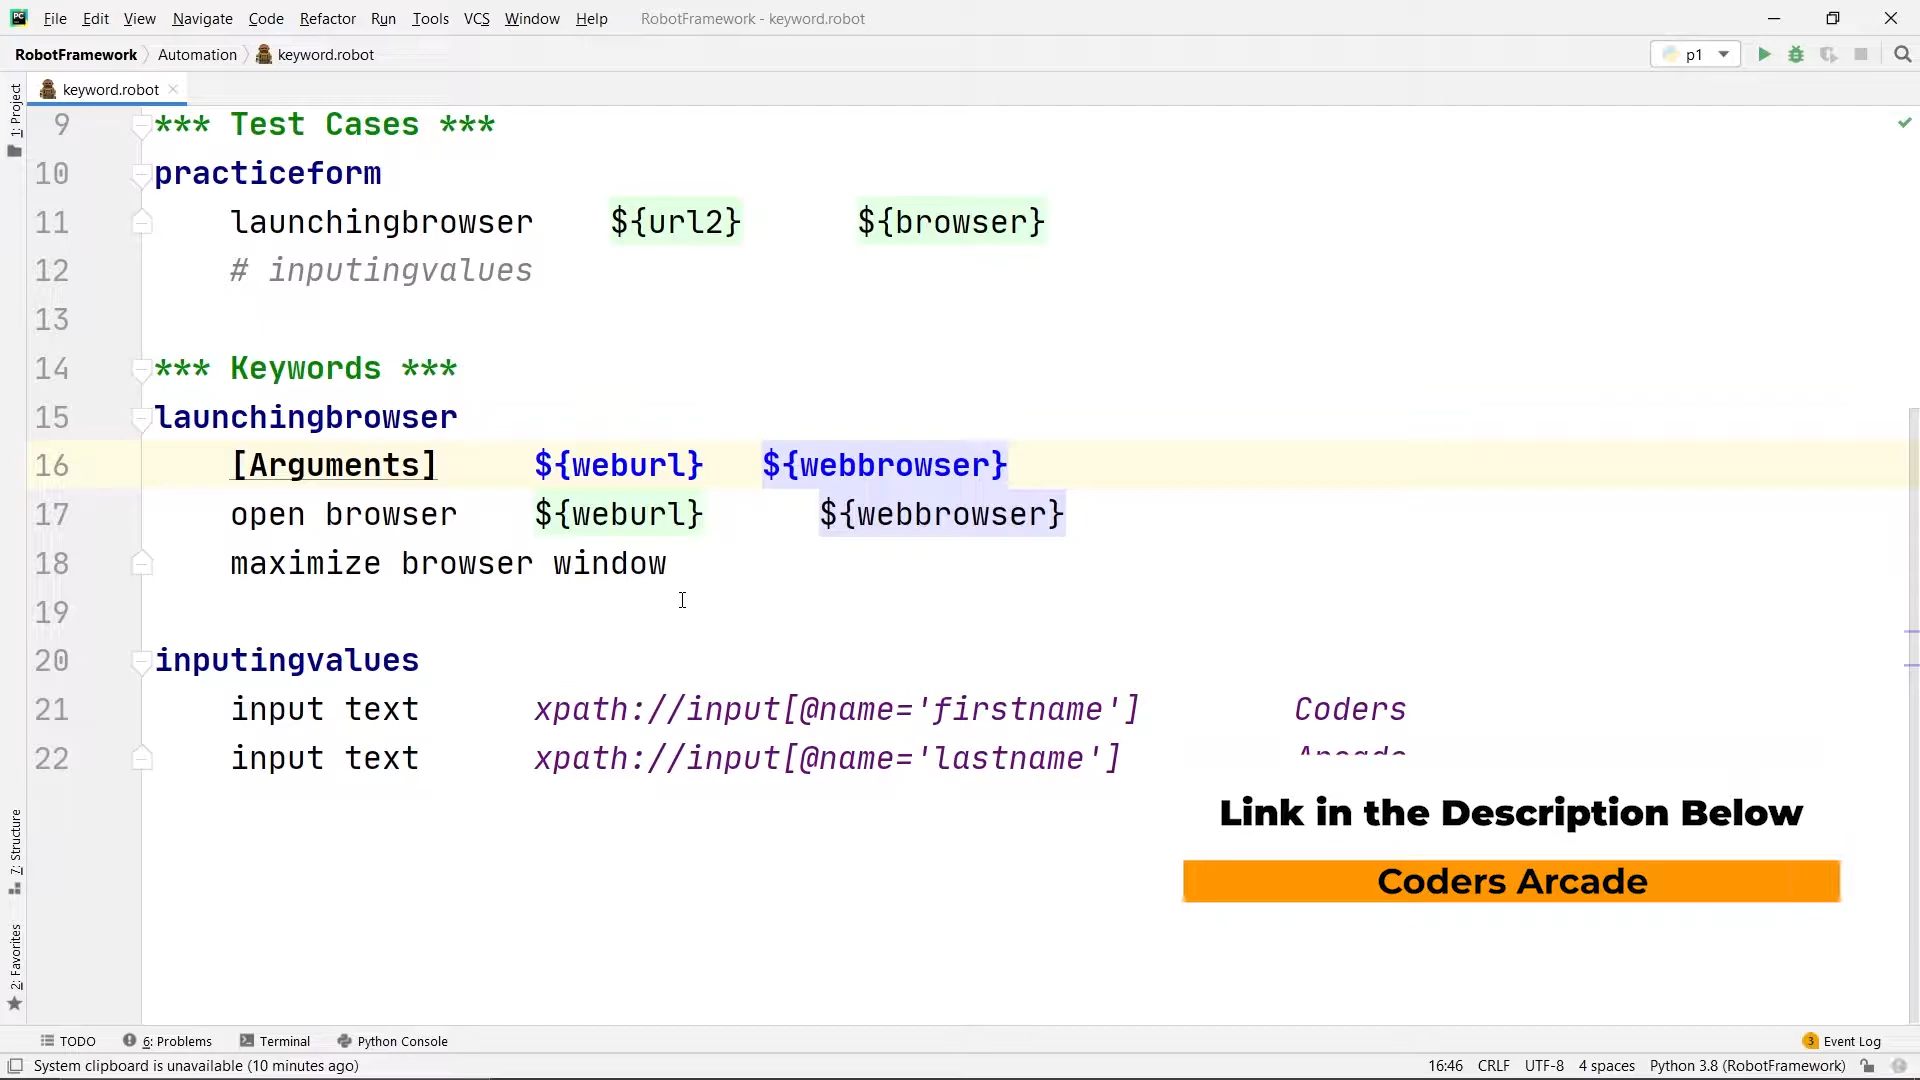 File Edit View Navigate Code Refactor Run Tools VCS Window Help RobotFramework - keyword.robot
RobotFramework Automation keyword.robot p1
keyword.robot
1: Project
9 *** Test Cases ***
10 practiceform
11 launchingbrowser ${url2} ${browser}
12 # inputingvalues
13
14 *** Keywords ***
15 launchingbrowser
16 [Arguments] ${weburl} ${webbrowser}
17 open browser ${weburl} ${webbrowser}
18 maximize browser window
19
20 inputingvalues
21 input text xpath://input[@name='firstname'] Coders
22 input text xpath://input[@name='lastname'] Arcade
Link in the Description Below
Coders Arcade
7: Structure
2: Favorites
TODO 6: Problems Terminal Python Console 3 Event Log
System clipboard is unavailable (10 minutes ago) 16:46 CRLF UTF-8 4 spaces Python 3.8 (RobotFramework)